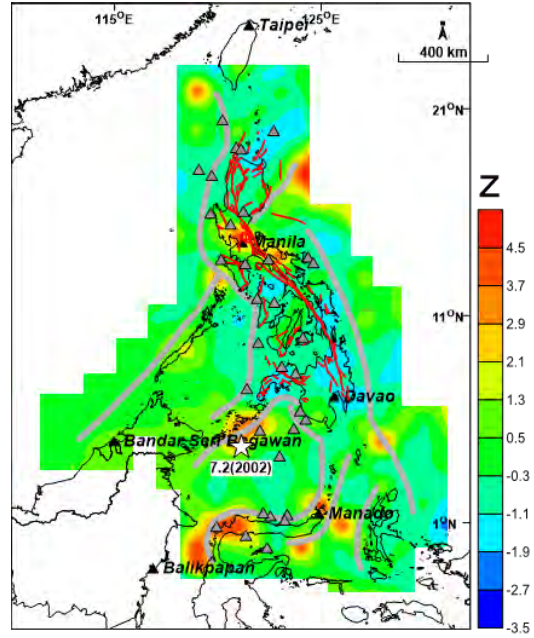 115°E
125°E
Taipei
N
400 km
21°N
Z
4.5
Manila
3.7
2.9
2.1
11°N
1.3
0.5
Davao
-0.3
Bandar Seri Begawan
7.2(2002)
-1.1
Manado
1°N
-1.9
Balikpapan
-2.7
-3.5